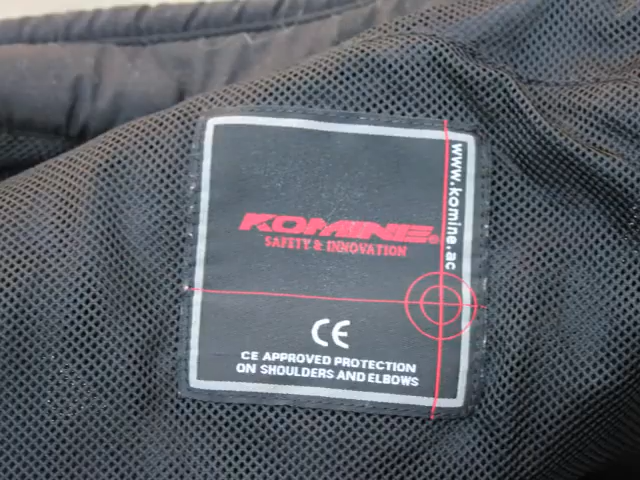 KOMINE®
SAFETY & INNOVATION
www.komine.ac
CE
CE APPROVED PROTECTION
ON SHOULDERS AND ELBOWS